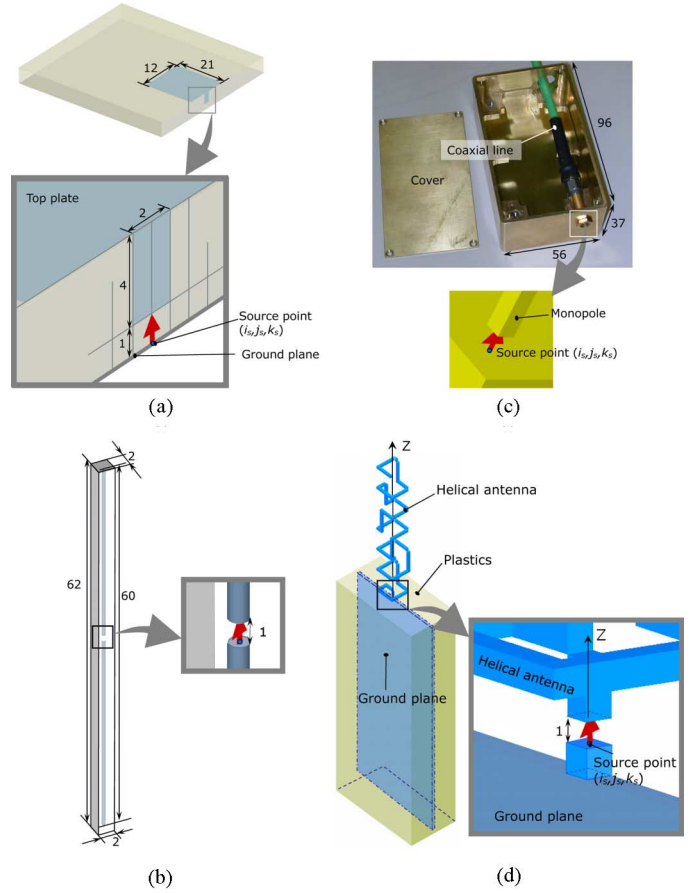 12
21
Top plate
2
4
1
Source point
(is,js,ks)
Ground plane
(a)
Coaxial line
Cover
96
37
56
Monopole
Source point (is,js,ks)
(c)
2
62
60
1
2
(b)
Z
Helical antenna
Plastics
Ground plane
Z
Helical antenna
1
Source point
(is,js,ks)
Ground plane
(d)